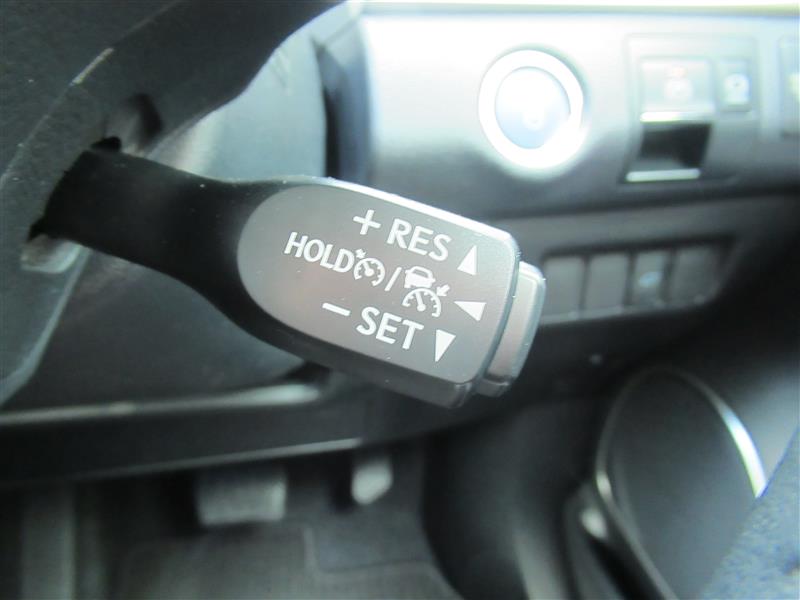 + RES
HOLD /
− SET